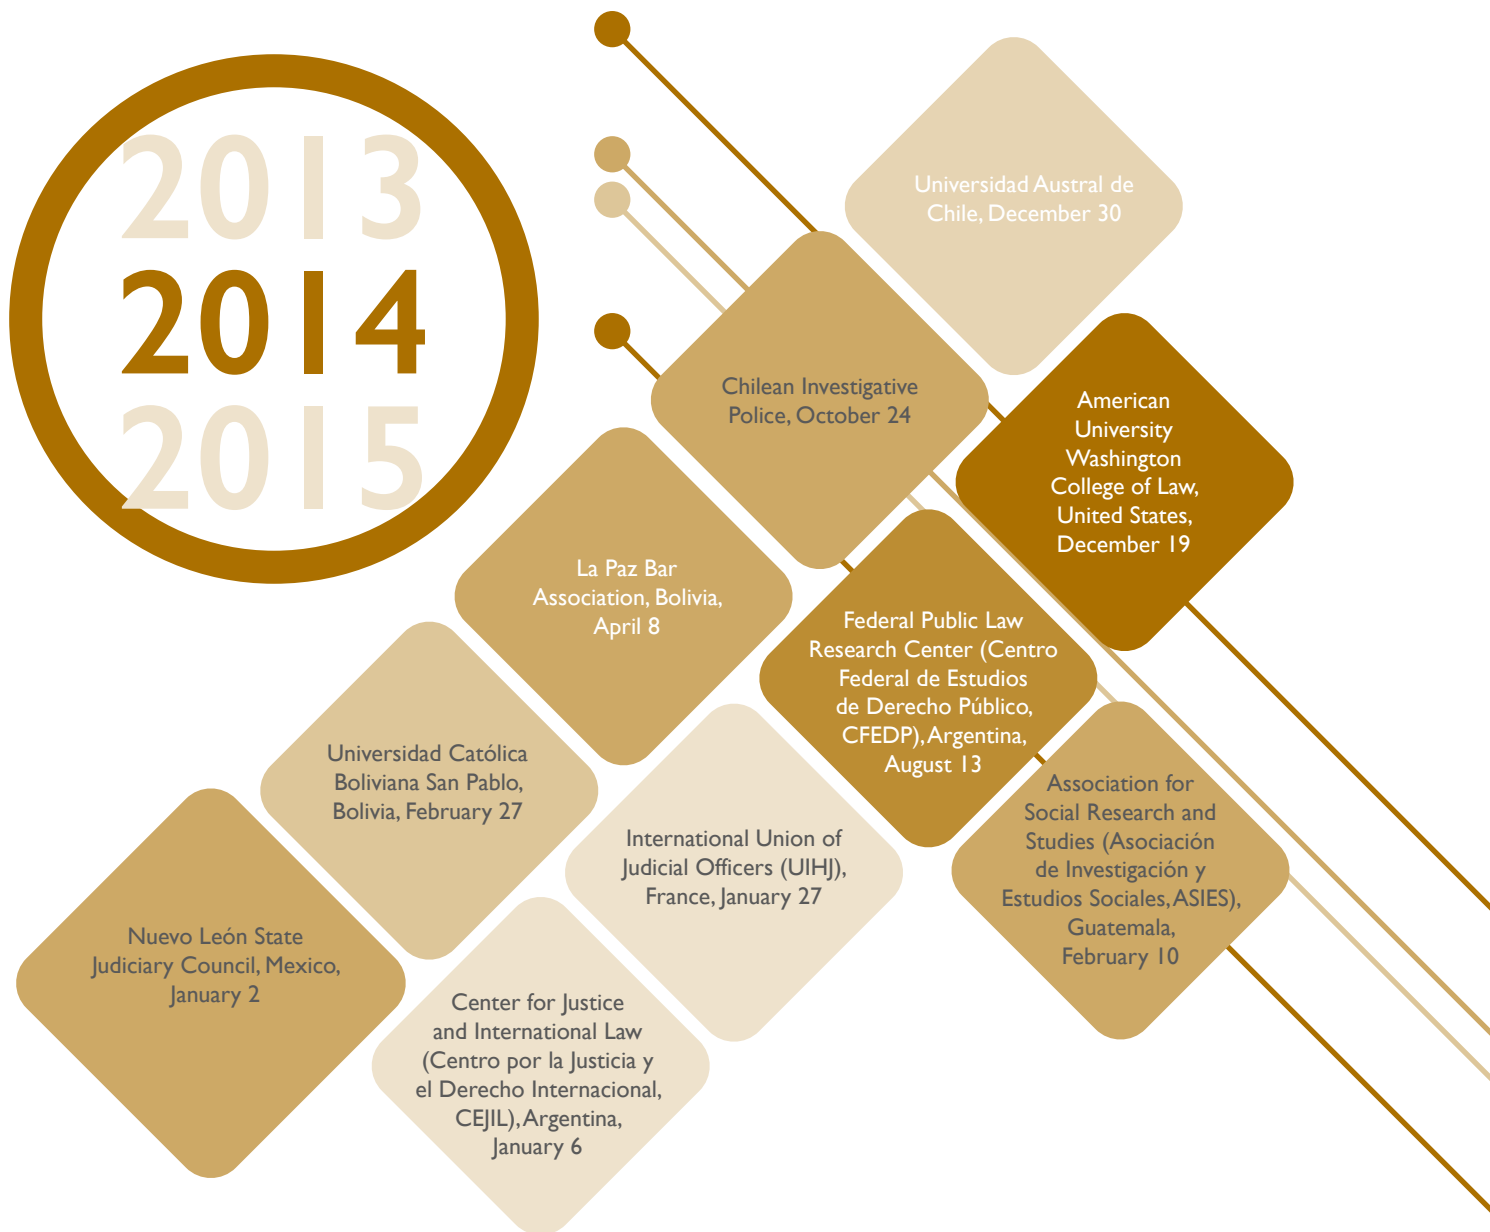 2013
2014
2015
Universidad Austral de
Chile, December 30
Chilean Investigative
Police, October 24
American
University
Washington
College of Law,
United States,
December 19
La Paz Bar
Association, Bolivia,
April 8
Federal Public Law
Research Center (Centro
Federal de Estudios
de Derecho Público,
CFEDP), Argentina,
August 13
Universidad Católica
Boliviana San Pablo,
Bolivia, February 27
International Union of
Judicial Officers (UIHJ),
France, January 27
Association for
Social Research and
Studies (Asociación
de Investigación y
Estudios Sociales, ASIES),
Guatemala,
February 10
Nuevo León State
Judiciary Council, Mexico,
January 2
Center for Justice
and International Law
(Centro por la Justicia y
el Derecho Internacional,
CEJIL), Argentina,
January 6